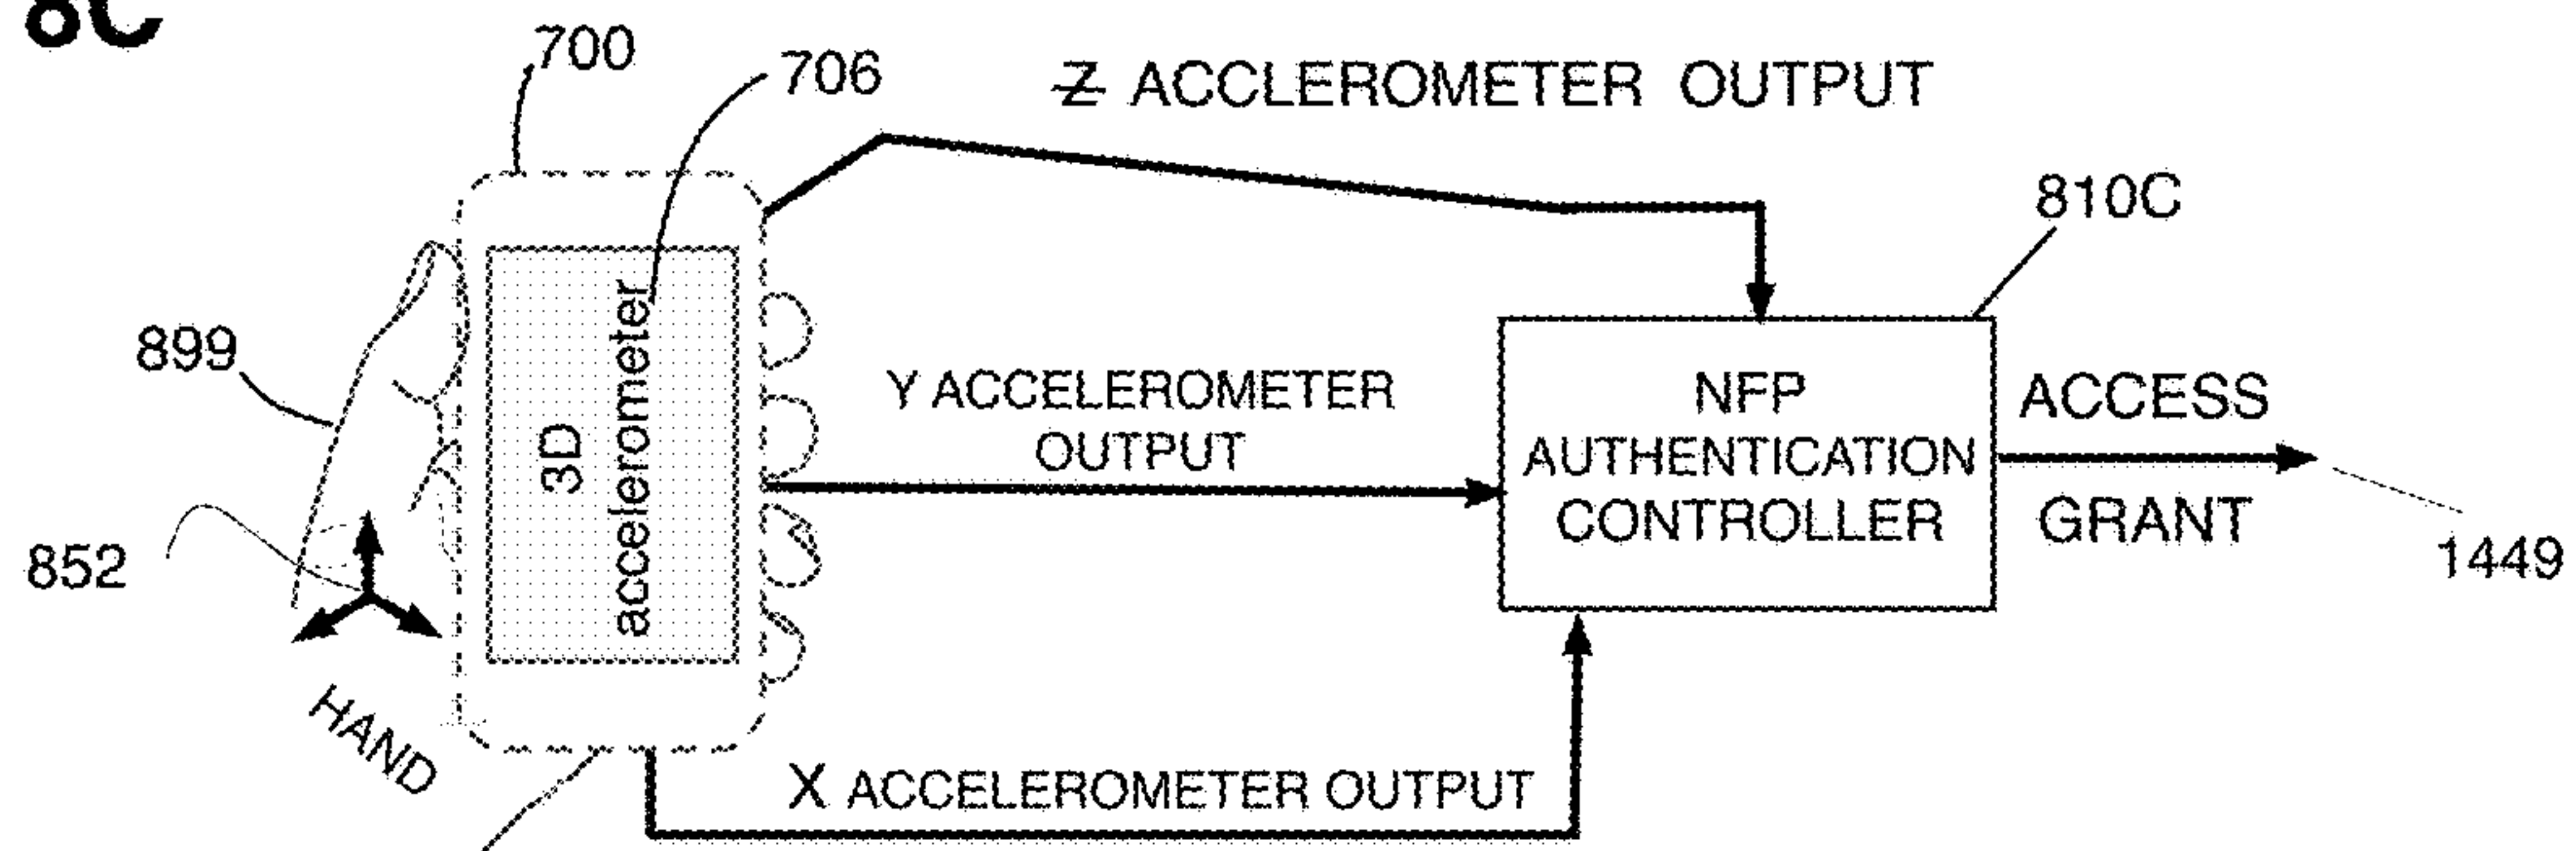 8C
700
706
Z ACCLEROMETER OUTPUT
810C
899
3D
accelerometer
Y ACCELEROMETER
OUTPUT
NFP
AUTHENTICATION
CONTROLLER
ACCESS
GRANT
1449
852
HAND
X ACCELEROMETER OUTPUT